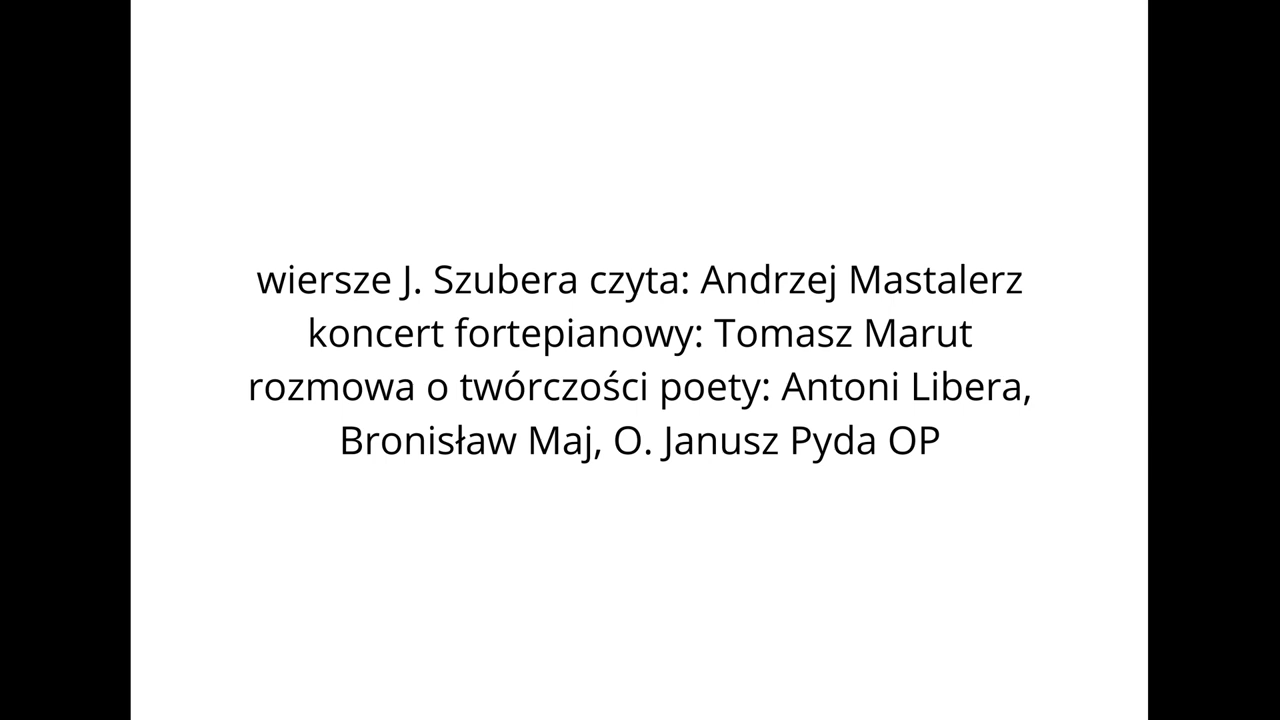 wiersze J. Szubera czyta: Andrzej Mastalerz
koncert fortepianowy: Tomasz Marut
rozmowa o twórczości poety: Antoni Libera,
Bronisław Maj, O. Janusz Pyda OP